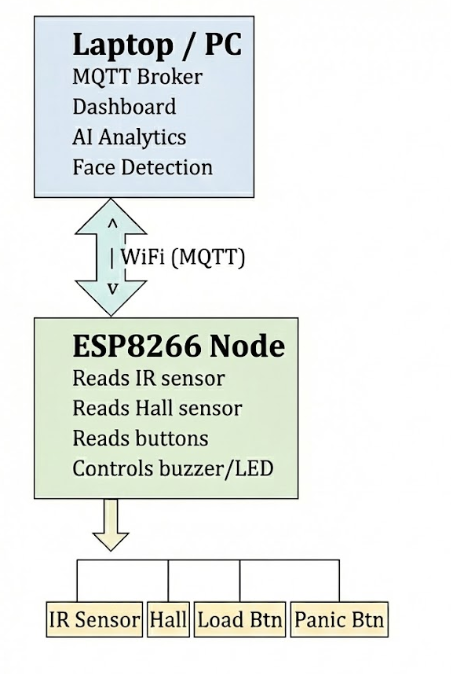 Laptop / PC
MQTT Broker
Dashboard
AI Analytics
Face Detection
^
| WiFi (MQTT)
v
ESP8266 Node
Reads IR sensor
Reads Hall sensor
Reads buttons
Controls buzzer/LED
IR Sensor Hall Load Btn Panic Btn